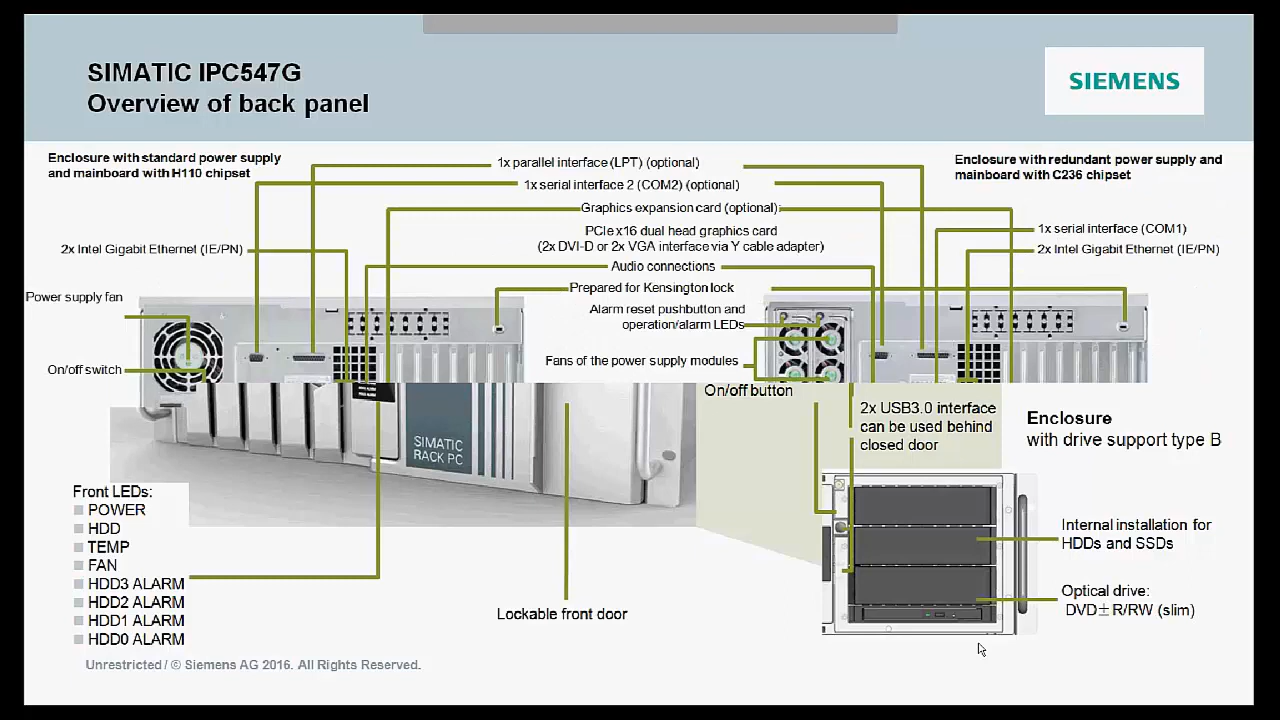 SIMATIC IPC547G
Overview of back panel
SIEMENS
Enclosure with standard power supply
and mainboard with H110 chipset
1x parallel interface (LPT) (optional)
Enclosure with redundant power supply and
mainboard with C236 chipset
1x serial interface 2 (COM2) (optional)
Graphics expansion card (optional)
PCIe x16 dual head graphics card
(2x DVI-D or 2x VGA interface via Y cable adapter)
1x serial interface (COM1)
2x Intel Gigabit Ethernet (IE/PN)
2x Intel Gigabit Ethernet (IE/PN)
Audio connections
Prepared for Kensington lock
Power supply fan
Alarm reset pushbutton and
operation/alarm LEDs
Fans of the power supply modules
On/off switch
On/off button
2x USB3.0 interface
can be used behind
closed door
Enclosure
with drive support type B
SIMATIC
RACK PC
Front LEDs:
POWER
HDD
TEMP
FAN
HDD3 ALARM
HDD2 ALARM
HDD1 ALARM
HDD0 ALARM
Internal installation for
HDDs and SSDs
Optical drive:
DVD±R/RW (slim)
Lockable front door
Unrestricted / © Siemens AG 2016. All Rights Reserved.